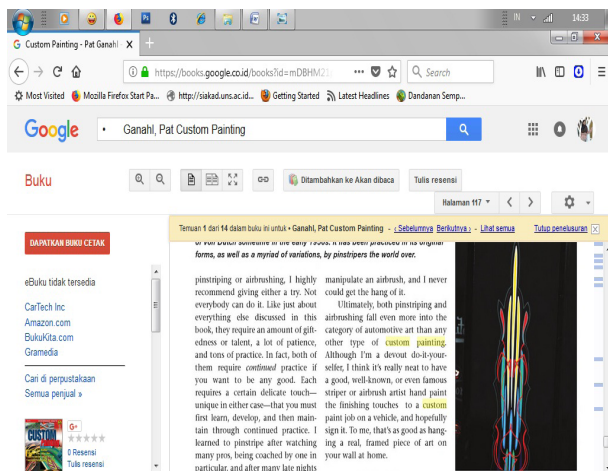 IN 14:33
Custom Painting - Pat Ganahl -
https://books.google.co.id/books?id=mDBHM21
Search
Most Visited Mozilla Firefox Start Pa... http://siakad.uns.ac.id... Getting Started Latest Headlines Dandanan Semp...
Google • Ganahl, Pat Custom Painting
Buku
Ditambahkan ke Akan dibaca Tulis resensi
Halaman 117
Temuan 1 dari 14 dalam buku ini untuk • Ganahl, Pat Custom Painting - ‹ Sebelumnya Berikutnya › - Lihat semua Tutup penelusuran
DAPATKAN BUKU CETAK
eBuku tidak tersedia
CarTech Inc
Amazon.com
BukuKita.com
Gramedia
Cari di perpustakaan
Semua penjual »
CUSTOM
G+
0 Resensi
Tulis resensi
of Von Dutch sometime in the early 1950s. It has been practiced in its original
forms, as well as a myriad of variations, by pinstripers the world over.
pinstriping or airbrushing, I highly
recommend giving either a try. Not
everybody can do it. Like just about
everything else discussed in this
book, they require an amount of gift-
edness or talent, a lot of patience,
and tons of practice. In fact, both of
them require continued practice if
you want to be any good. Each
requires a certain delicate touch—
unique in either case—that you must
first learn, develop, and then main-
tain through continued practice. I
learned to pinstripe after watching
many pros, being coached by one in
particular, and after many late nights
manipulate an airbrush, and I never
could get the hang of it.
Ultimately, both pinstriping and
airbrushing fall even more into the
category of automotive art than any
other type of custom painting.
Although I'm a devout do-it-your-
selfer, I think it's really neat to have
a good, well-known, or even famous
striper or airbrush artist hand paint
the finishing touches to a custom
paint job on a vehicle, and hopefully
sign it. To me, that's as good as hang-
ing a real, framed piece of art on
your wall at home.